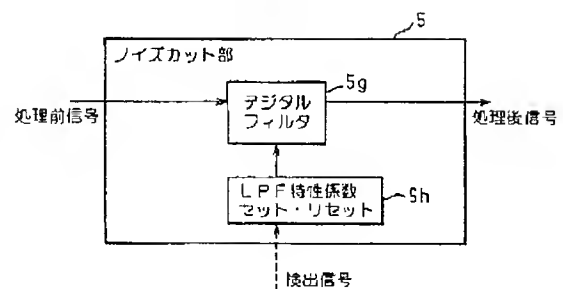 5
ノイズカット部
5g
デジタル
フィルタ
処理前信号
処理後信号
LPF特性係数
セット・リセット
5h
検出信号